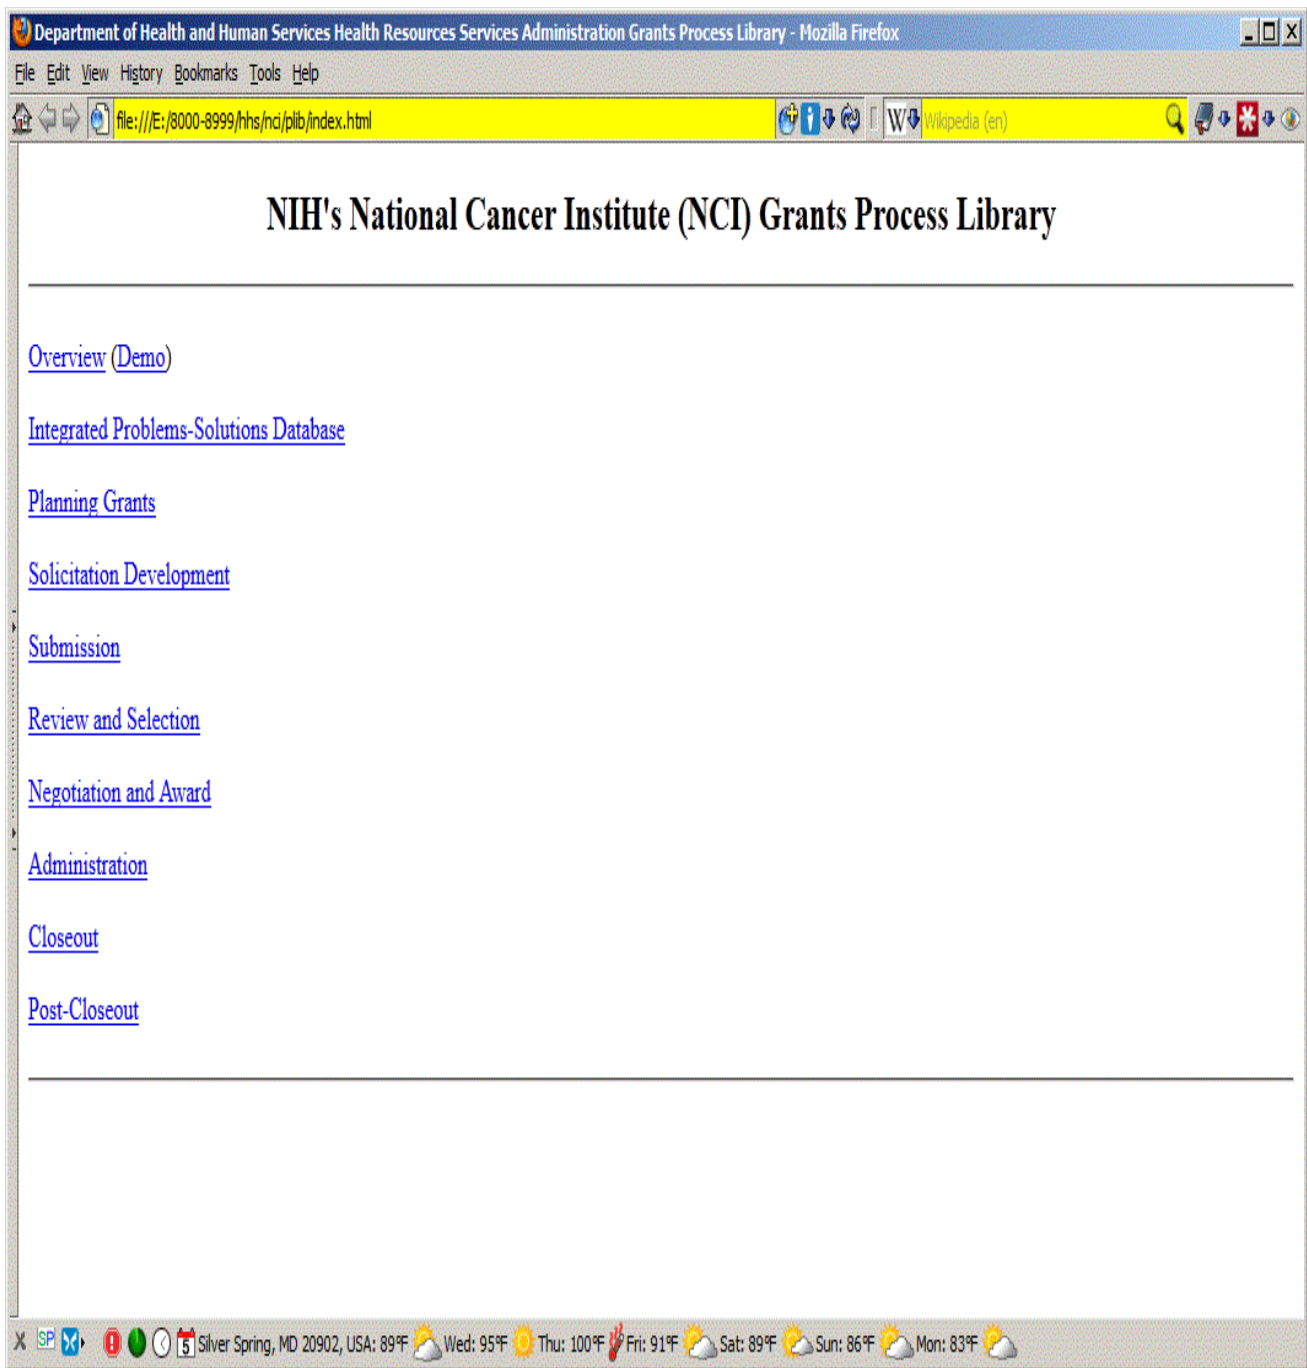 Department of Health and Human Services Health Resources Services Administration Grants Process Library - Mozilla Firefox
File Edit View History Bookmarks Tools Help
file:///E:/8000-8999/hhs/nci/plib/index.html W Wikipedia (en)
NIH's National Cancer Institute (NCI) Grants Process Library
Overview (Demo)
Integrated Problems-Solutions Database
Planning Grants
Solicitation Development
Submission
Review and Selection
Negotiation and Award
Administration
Closeout
Post-Closeout
SP 5 Silver Spring, MD 20902, USA: 89°F Wed: 95°F Thu: 100°F Fri: 91°F Sat: 89°F Sun: 86°F Mon: 83°F